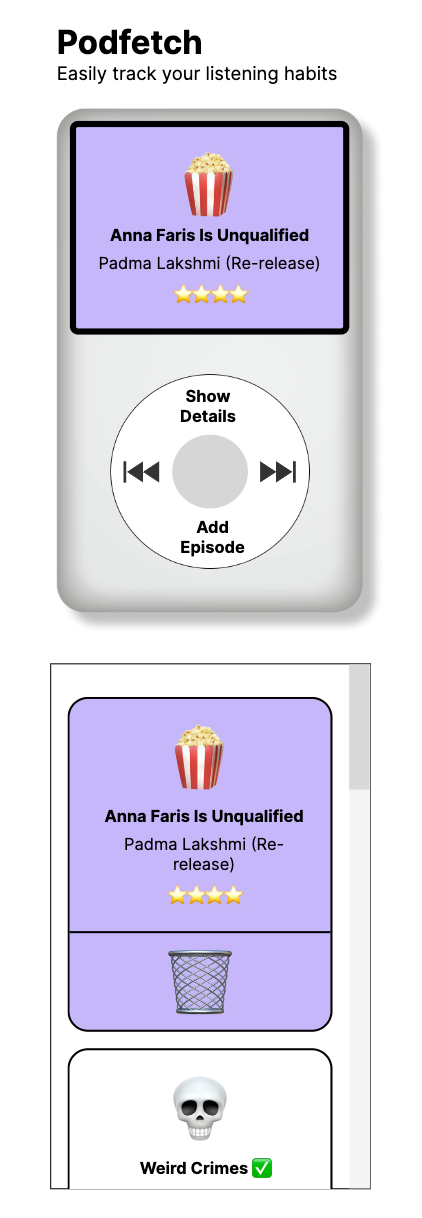 Podfetch
Easily track your listening habits
Anna Faris Is Unqualified
Padma Lakshmi (Re-release)
Show
Details
Add
Episode
Anna Faris Is Unqualified
Padma Lakshmi (Re-
release)
Weird Crimes ✅